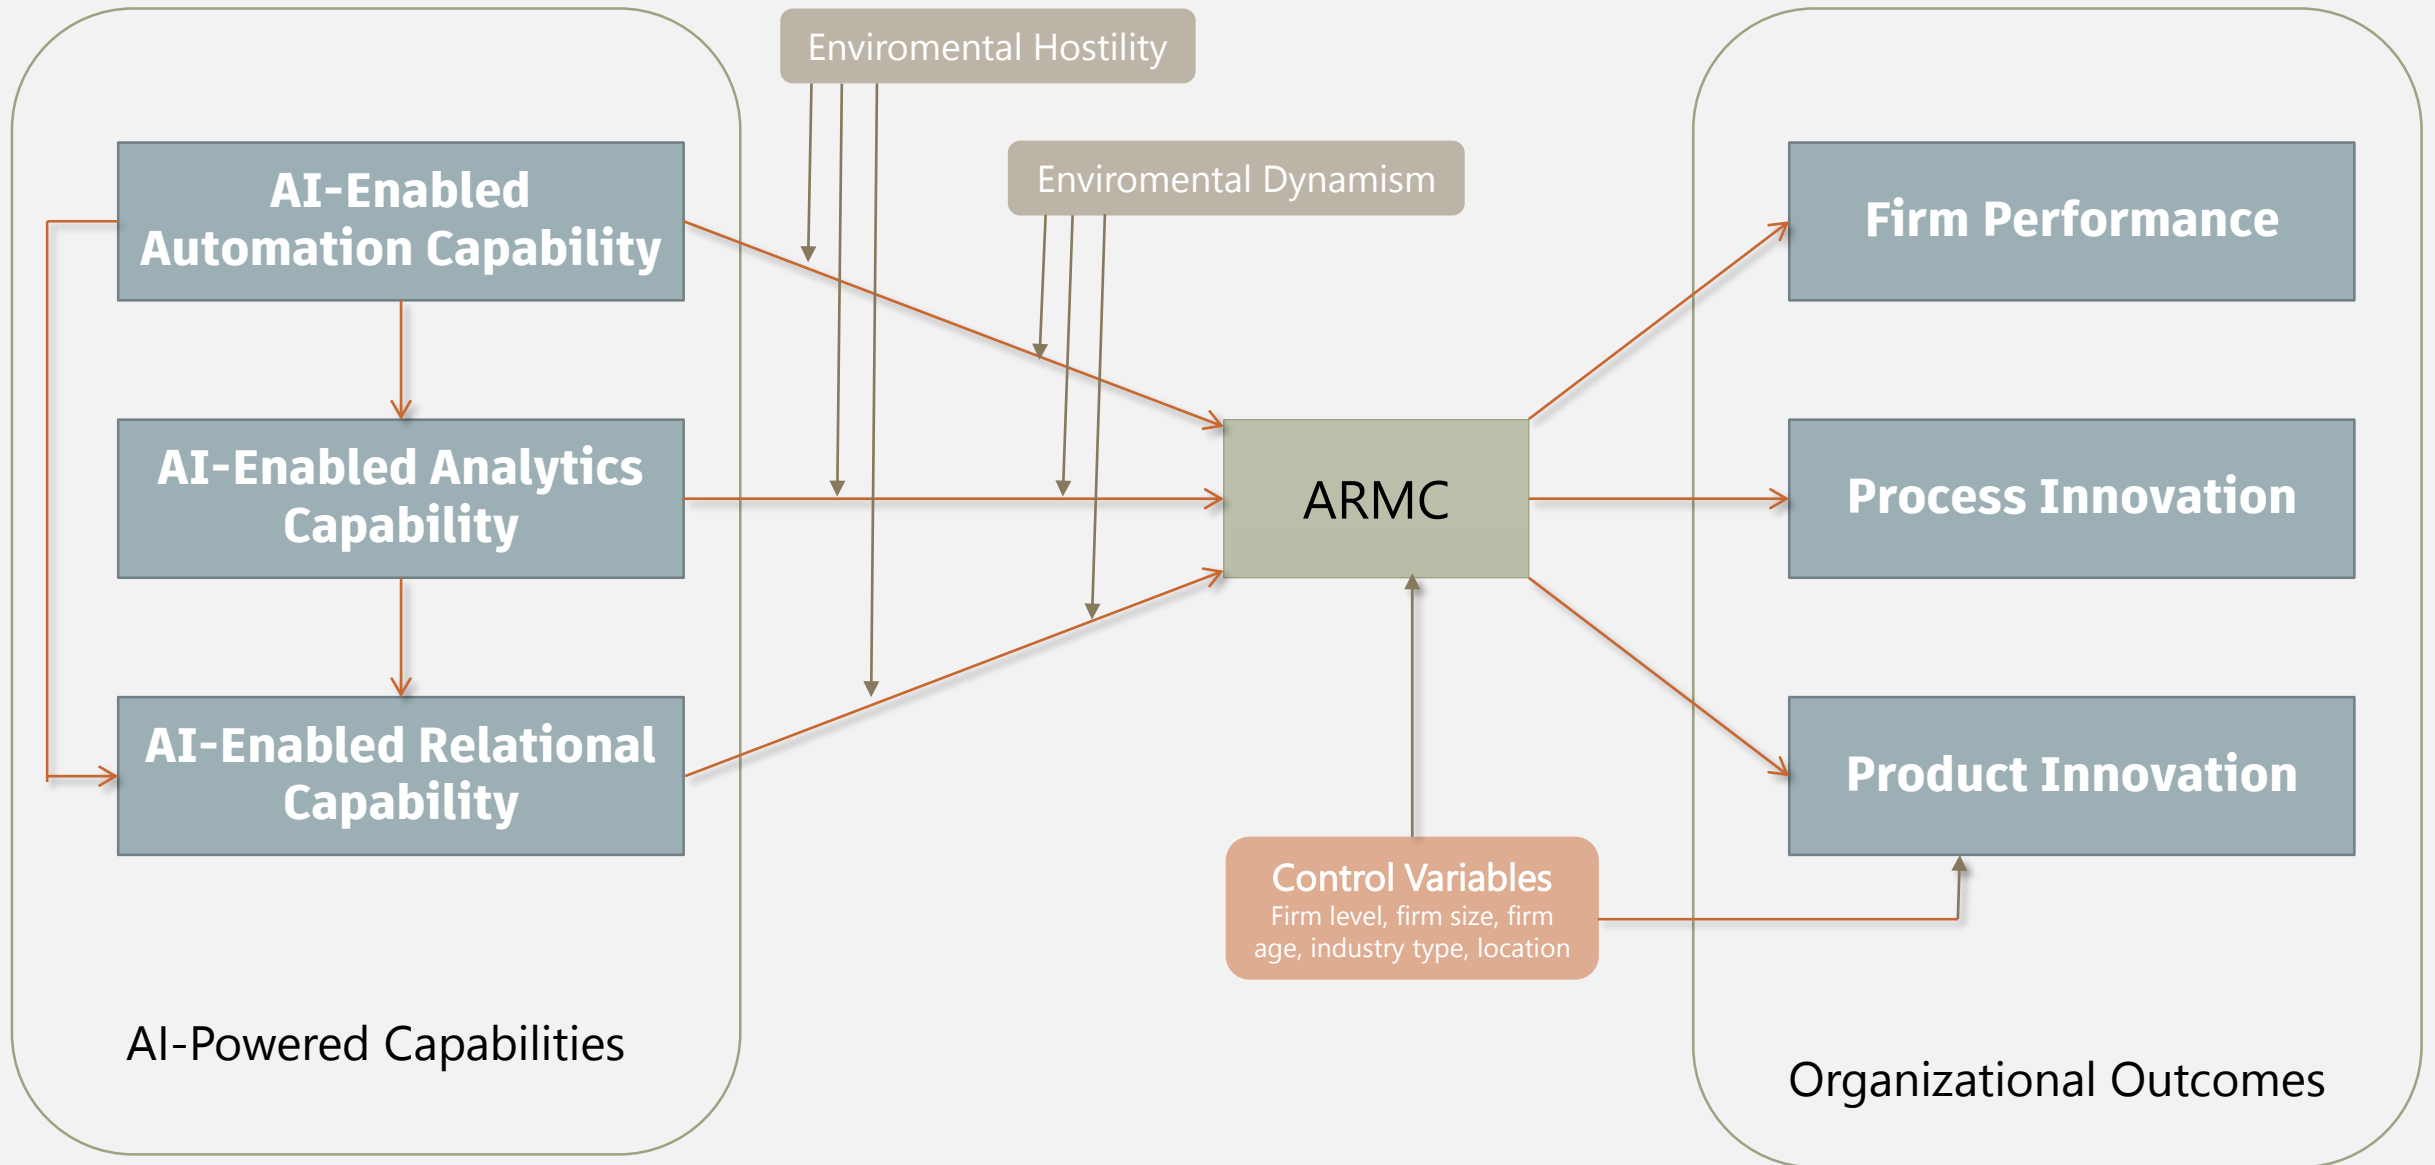 Enviromental Hostility
Enviromental Dynamism
AI-Enabled
Automation Capability
AI-Enabled Analytics
Capability
AI-Enabled Relational
Capability
AI-Powered Capabilities
ARMC
Control Variables
Firm level, firm size, firm
age, industry type, location
Firm Performance
Process Innovation
Product Innovation
Organizational Outcomes